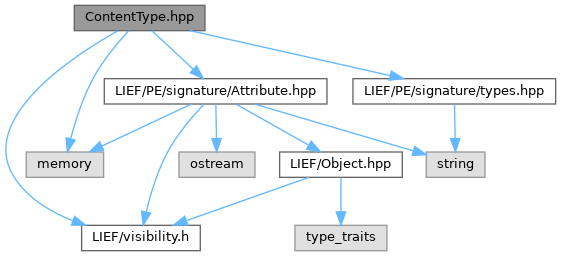 ContentType.hpp
LIEF/PE/signature/Attribute.hpp
LIEF/PE/signature/types.hpp
memory
ostream
LIEF/Object.hpp
string
LIEF/visibility.h
type_traits